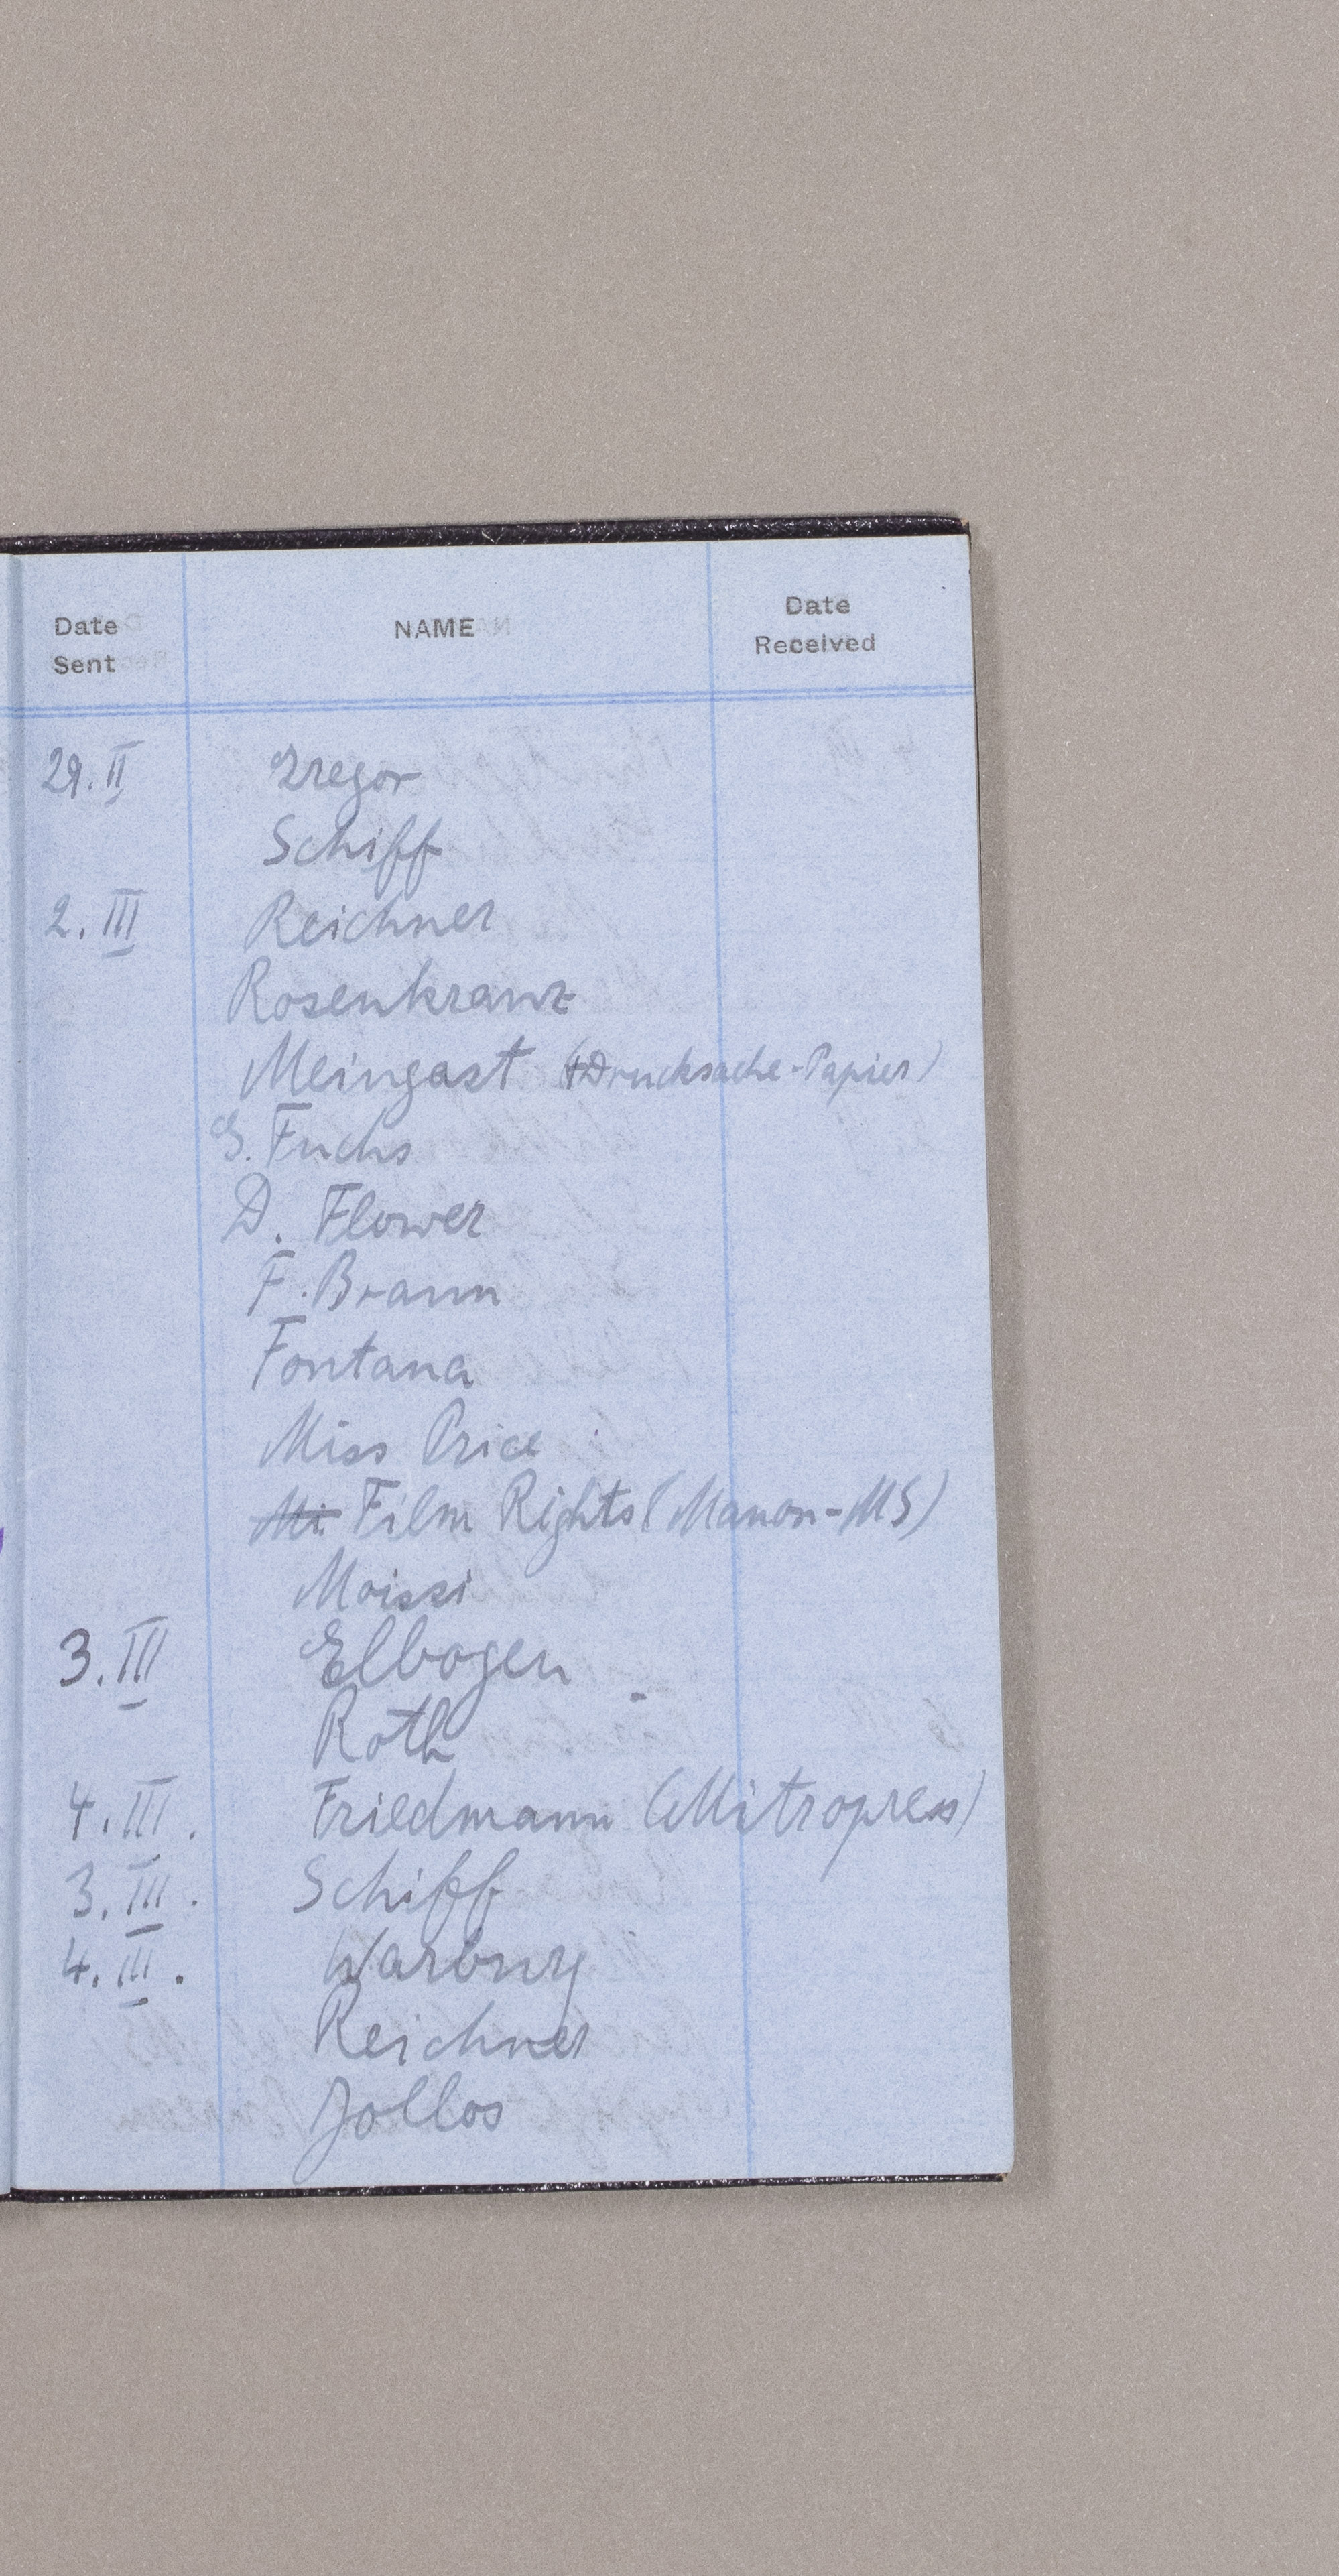 Date Sent NAME Date Received
29. II Gregor
Schiff
2. III Reichner
Rosenkranz
Meingast (+Drucksache-Papier)
E. Fuchs
D. Flower
F. Braun
Fontana
Miss Price
Mi Film Rights (Manon-MS)
Moissi
3. III Elbogen
Roth
4. III. Friedmann (Mitropress)
3. III. Schiff
4. III. Warburg
Reichner
Jollos